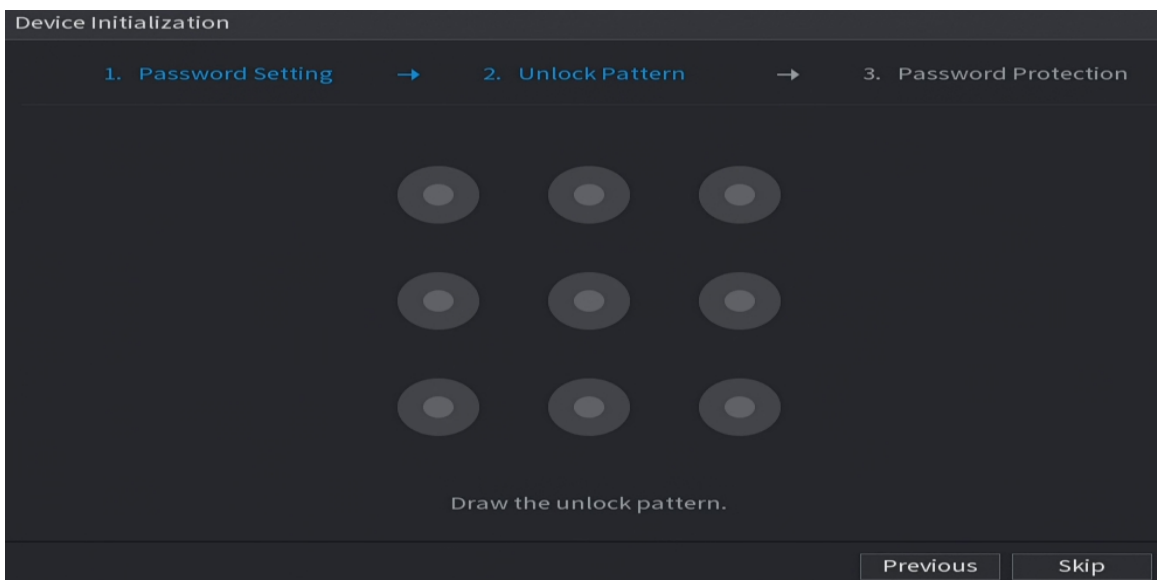 Device Initialization
1. Password Setting → 2. Unlock Pattern → 3. Password Protection
Draw the unlock pattern.
Previous Skip